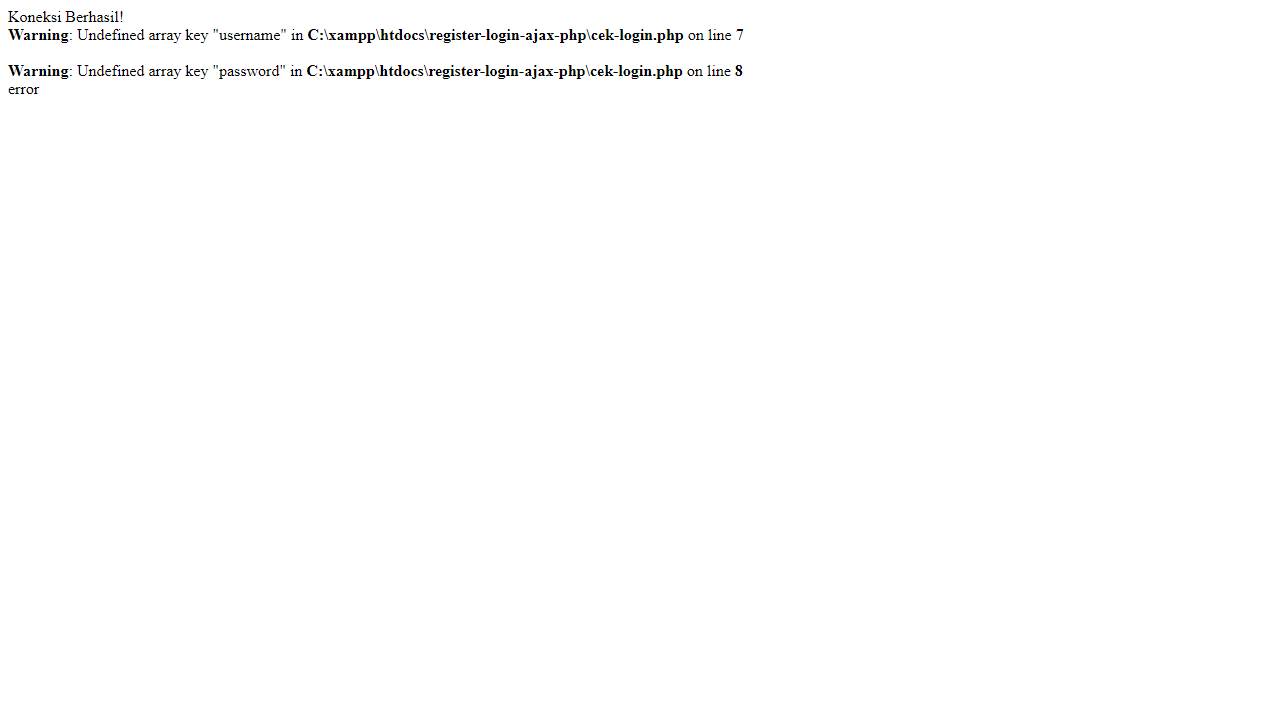 Koneksi Berhasil!
Warning: Undefined array key "username" in C:\xampp\htdocs\register-login-ajax-php\cek-login.php on line 7
Warning: Undefined array key "password" in C:\xampp\htdocs\register-login-ajax-php\cek-login.php on line 8
error